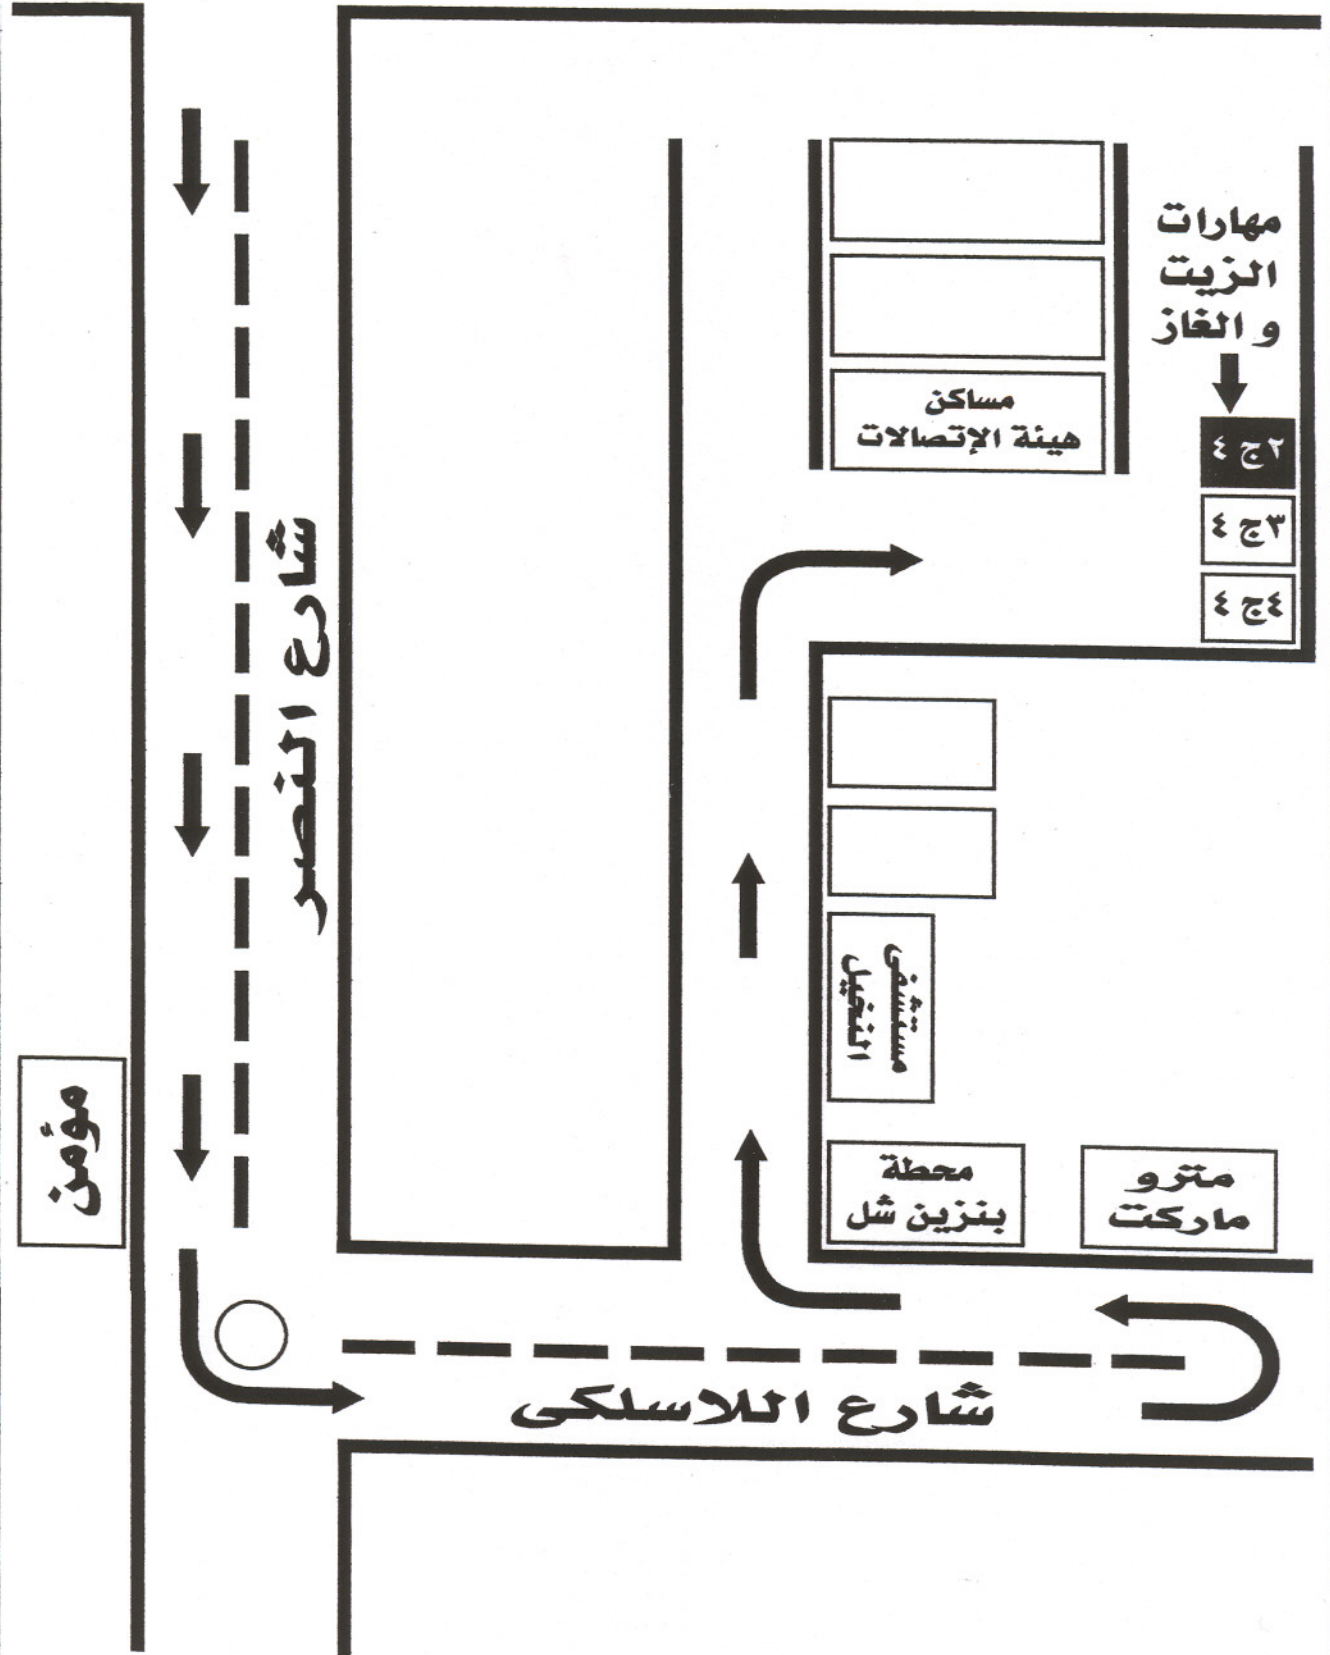 مهارات
الزيت
و الغاز
مساكن
هيئة الإتصالات
٢ج ٤
٣ج ٤
٤ج ٤
شارع النصر
مستشفى
النخيل
مؤمن
محطة
بنزين شل
مترو
ماركت
شارع اللاسلكى